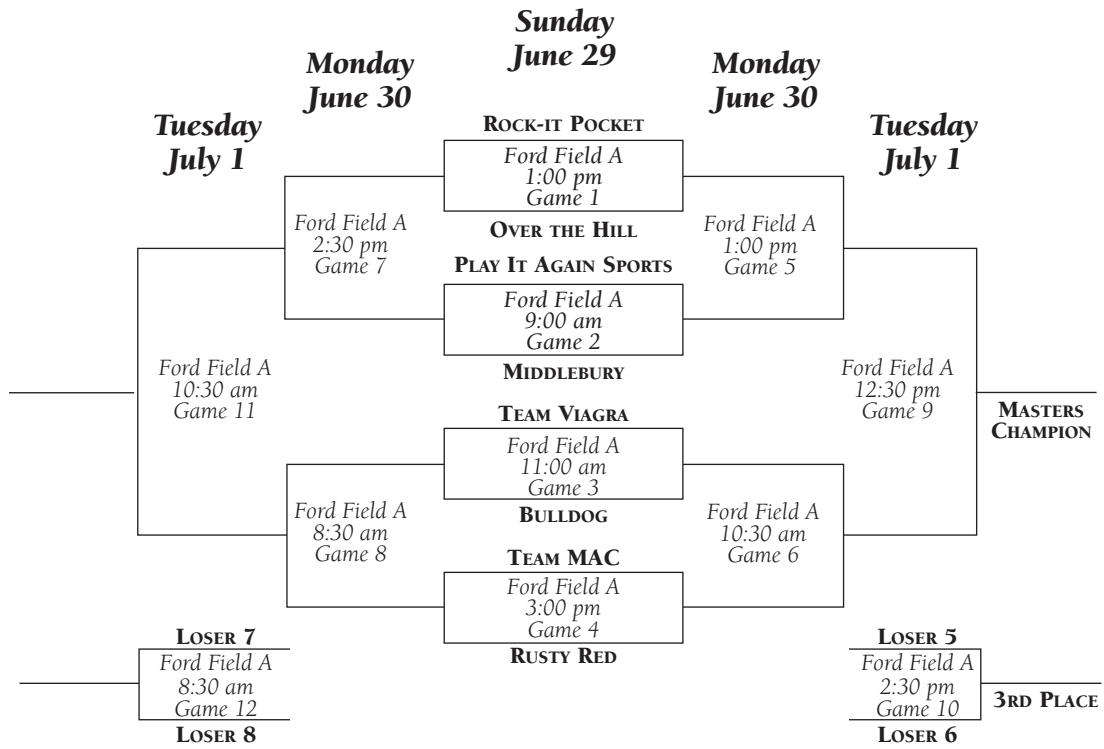 Sunday
June 29
Monday
June 30
Monday
June 30
Tuesday
July 1
Tuesday
July 1
ROCK-IT POCKET
Ford Field A
1:00 pm
Game 1
OVER THE HILL
Ford Field A
2:30 pm
Game 7
Ford Field A
1:00 pm
Game 5
PLAY IT AGAIN SPORTS
Ford Field A
9:00 am
Game 2
MIDDLEBURY
Ford Field A
10:30 am
Game 11
Ford Field A
12:30 pm
Game 9
MASTERS
CHAMPION
TEAM VIAGRA
Ford Field A
11:00 am
Game 3
BULLDOG
Ford Field A
8:30 am
Game 8
Ford Field A
10:30 am
Game 6
TEAM MAC
Ford Field A
3:00 pm
Game 4
RUSTY RED
LOSER 7
Ford Field A
8:30 am
Game 12
LOSER 8
LOSER 5
Ford Field A
2:30 pm
Game 10
LOSER 6
3RD PLACE